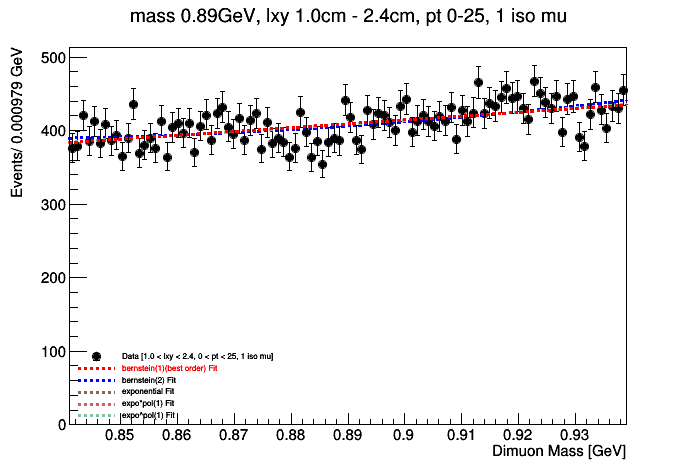 mass 0.89GeV, lxy 1.0cm - 2.4cm, pt 0-25, 1 iso mu
Events/ 0.000979 GeV
500
400
300
200
100
0
Data [1.0 < lxy < 2.4, 0 < pt < 25, 1 iso mu]
bernstein(1)(best order) Fit
bernstein(2) Fit
exponential Fit
expo*pol(1) Fit
expo^pol(1) Fit
0.85 0.86 0.87 0.88 0.89 0.9 0.91 0.92 0.93
Dimuon Mass [GeV]